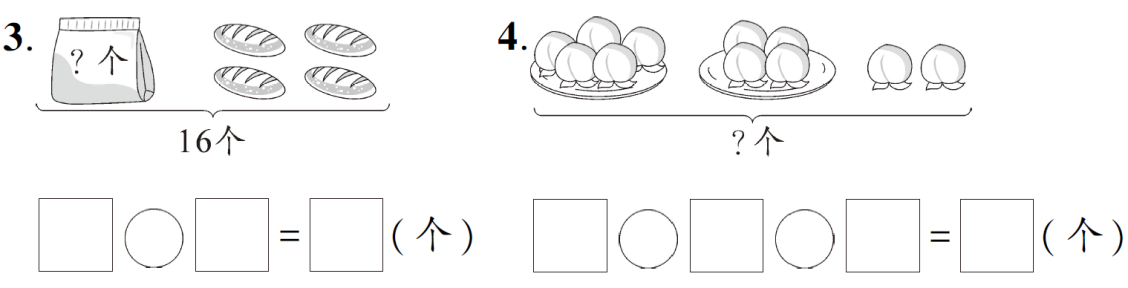 3.
? 个
16个
= (个)
4.
? 个
= (个)